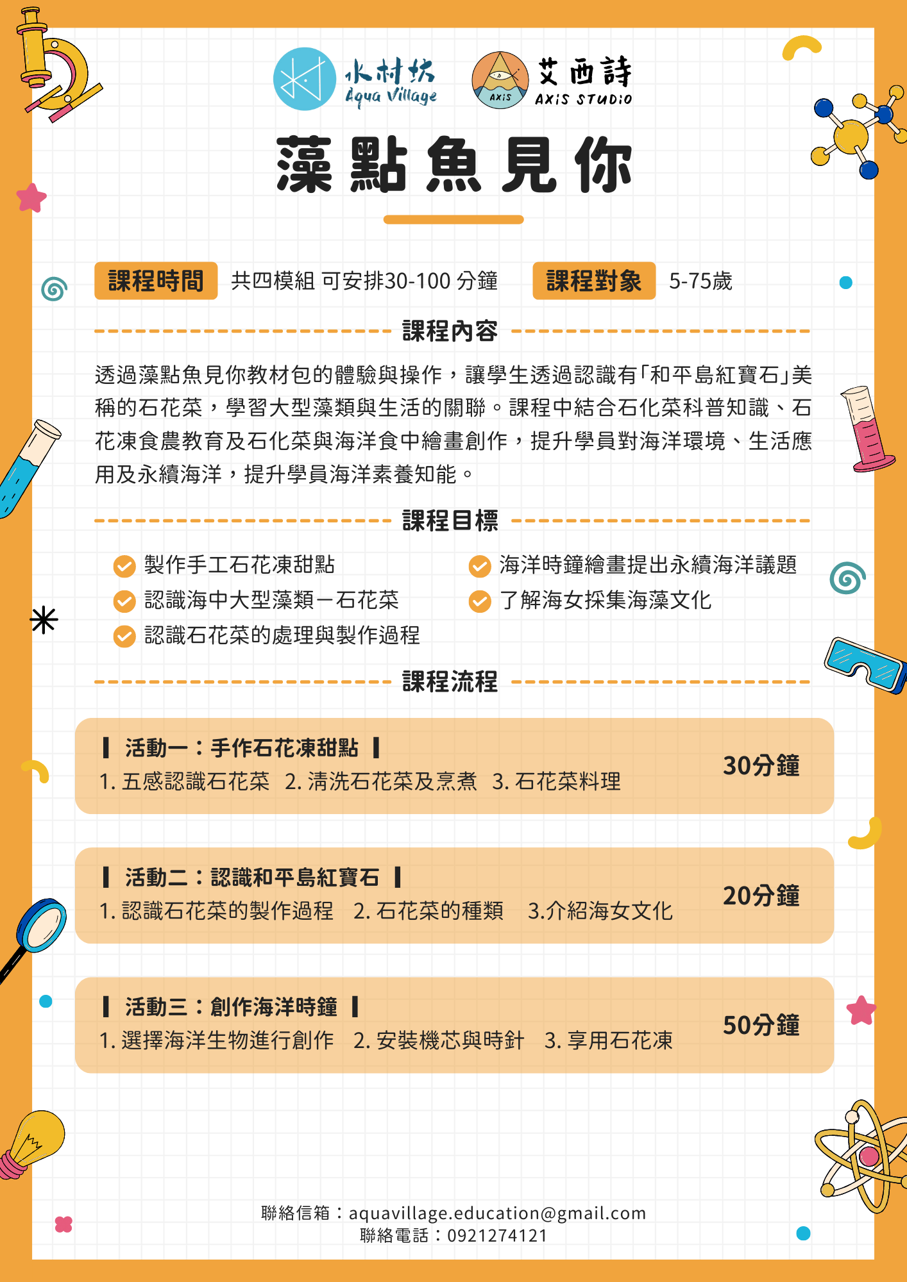 水村坎 艾西詩
Aqua Village AXiS STUDiO
AXiS
藻點魚見你
課程時間 共四模組 可安排30-100 分鐘 課程對象 5-75歲
課程內容
透過藻點魚見你教材包的體驗與操作，讓學生透過認識有「和平島紅寶石」美
稱的石花菜，學習大型藻類與生活的關聯。課程中結合石化菜科普知識、石
花凍食農教育及石化菜與海洋食中繪畫創作，提升學員對海洋環境、生活應
用及永續海洋，提升學員海洋素養知能。
課程目標
製作手工石花凍甜點 海洋時鐘繪畫提出永續海洋議題
認識海中大型藻類－石花菜 了解海女採集海藻文化
認識石花菜的處理與製作過程
課程流程
▎活動一：手作石花凍甜點▕
1. 五感認識石花菜 2. 清洗石花菜及烹煮 3. 石花菜料理
30分鐘
▎活動二：認識和平島紅寶石▕
1. 認識石花菜的製作過程 2. 石花菜的種類 3.介紹海女文化
20分鐘
▎活動三：創作海洋時鐘▕
1. 選擇海洋生物進行創作 2. 安裝機芯與時針 3. 享用石花凍
50分鐘
聯絡信箱：aquavillage.education@gmail.com
聯絡電話：0921274121